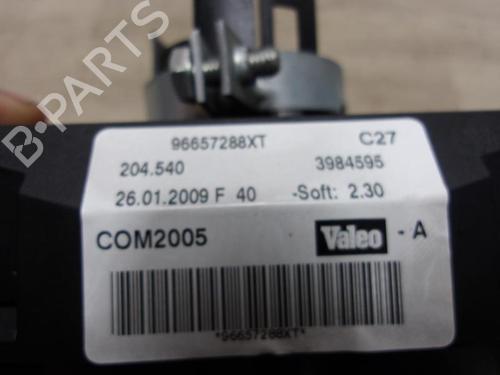 B-PARTS
96657288XT C27
204.540 3984595
26.01.2009 F 40 -Soft: 2.30
COM2005 Valeo - A
*96657288XT*